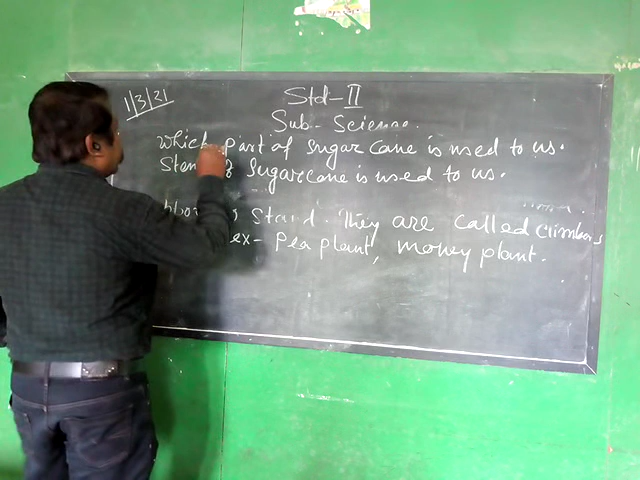 1/3/21
Std-II
Sub- Science.
Which part of Sugar Cane is used to us.
Stem of Sugarcane is used to us.
Stand. They are called climbers
ex- Pea plant, money plant.